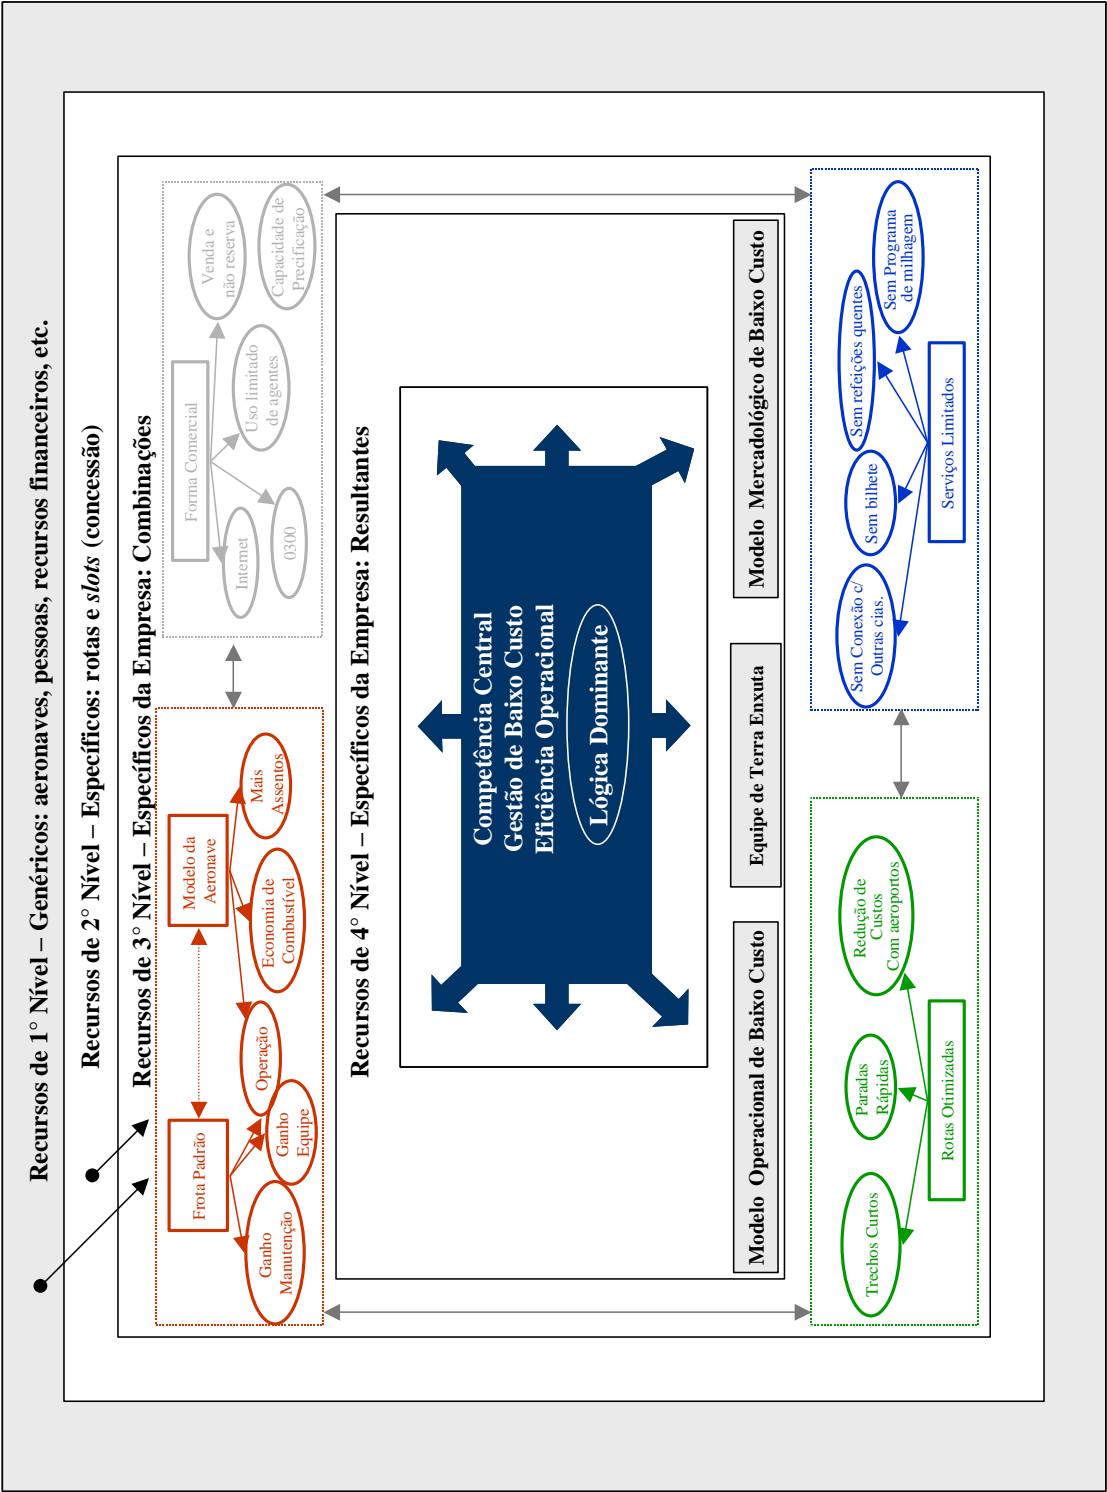 Recursos de 1° Nível – Genéricos: aeronaves, pessoas, recursos financeiros, etc.
Recursos de 2° Nível – Específicos: rotas e slots (concessão)
Recursos de 3° Nível – Específicos da Empresa: Combinações
Frota Padrão
Modelo da
Aeronave
Ganho
Manutenção
Ganho
Equipe
Operação
Economia de
Combustível
Mais
Assentos
Forma Comercial
Internet
0300
Uso limitado
de agentes
Venda e
não reserva
Capacidade de
Precificação
Recursos de 4° Nível – Específicos da Empresa: Resultantes
Competência Central
Gestão de Baixo Custo
Eficiência Operacional
Lógica Dominante
Modelo Operacional de Baixo Custo
Equipe de Terra Enxuta
Modelo Mercadológico de Baixo Custo
Trechos Curtos
Paradas
Rápidas
Redução de
Custos
Com aeroportos
Rotas Otimizadas
Sem Conexão c/
Outras cias.
Sem bilhete
Sem refeições quentes
Sem Programa
de milhagem
Serviços Limitados